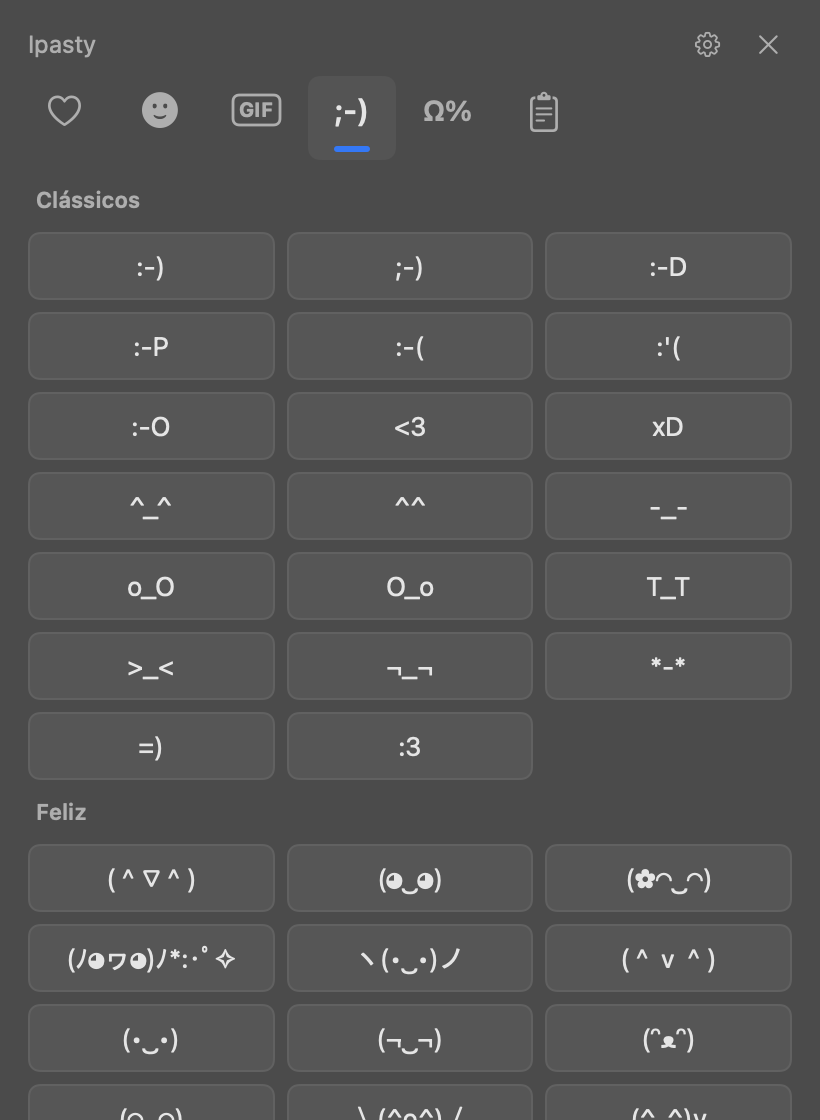 Ipasty
GIF ;-) Ω%
Clássicos
:-) ;-) :-D
:-P :-( :'(
:-O <3 xD
^_^ ^^ -_-
o_O O_o T_T
>_< ¬_¬ *-*
=) :3
Feliz
( ^ ∇ ^ ) (◕‿◕) (✿◠‿◠)
(ﾉ◕ヮ◕)ﾉ*:･ﾟ✧ ヽ(•‿•)ノ ( ^ v ^ )
(•‿•) (¬‿¬) (ᵔᴥᵔ)
\ (^o^) / (^_^)v